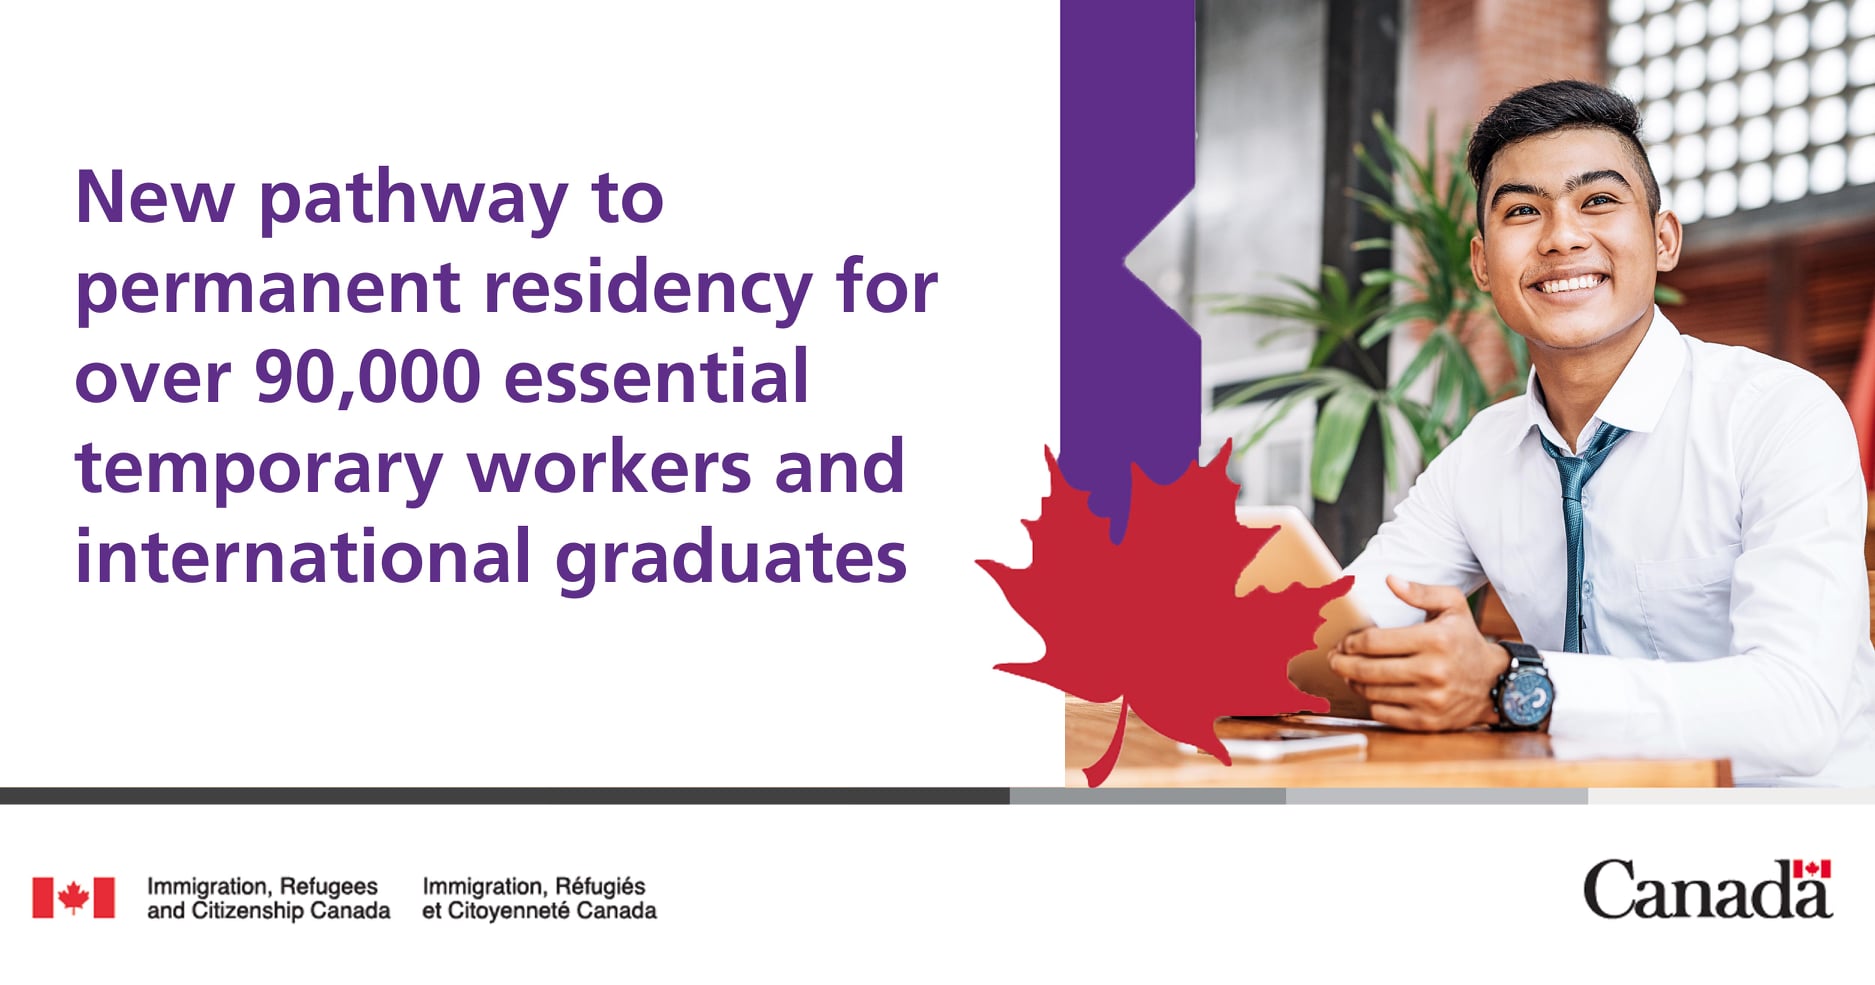 New pathway to
permanent residency for
over 90,000 essential
temporary workers and
international graduates
Immigration, Refugees
and Citizenship Canada
Immigration, Réfugiés
et Citoyenneté Canada
Canada